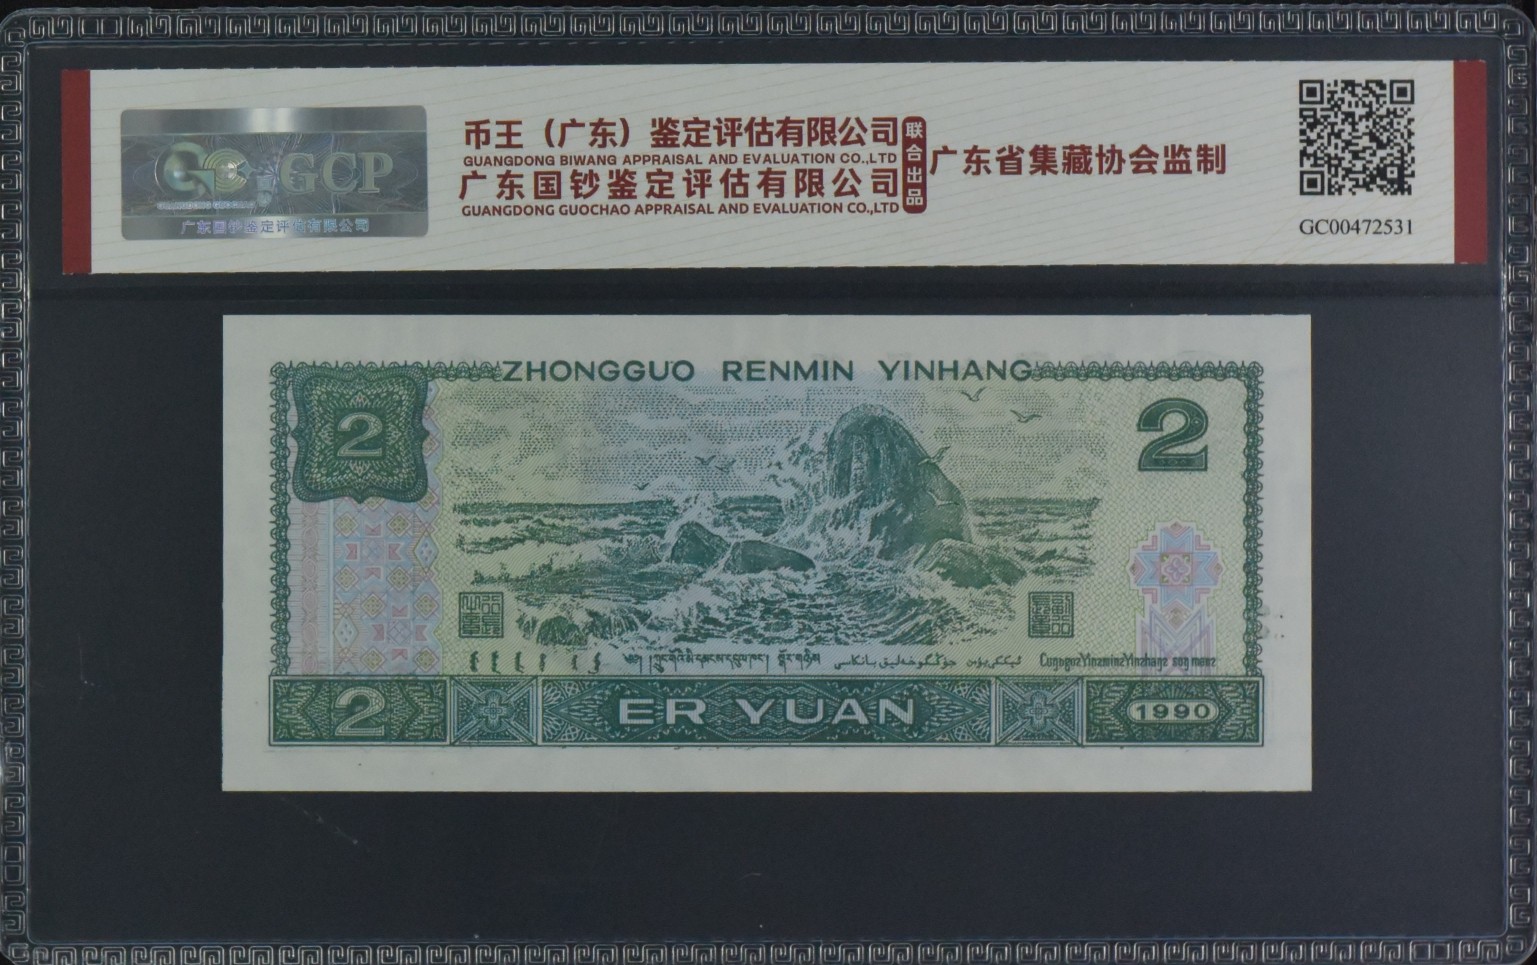 币王（广东）鉴定评估有限公司
GUANGDONG BIWANG APPRAISAL AND EVALUATION CO.,LTD
广东国钞鉴定评估有限公司
GUANGDONG GUOCHAO APPRAISAL AND EVALUATION CO.,LTD
联合出品
广东省集藏协会监制
GCP
广东国钞鉴定评估有限公司
GC00472531
ZHONGGUO RENMIN YINHANG
2
2
2
ER YUAN
1990